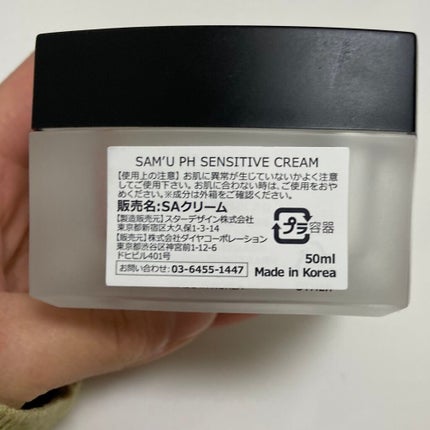 SAM'U PH SENSITIVE CREAM
【使用上の注意】お肌に異常が生じていないかよく注意
してご使用下さい。お肌に合わない時は、ご使用をおや
めください。※成分は外箱をご確認ください。
販売名:SAクリーム
【製造販売元】スターデザイン株式会社
東京都新宿区大久保1-3-14
【販売元】株式会社ダイヤコーポレーション
東京都渋谷区神宮前1-12-6
ドヒビル401号
お問い合わせ:03-6455-1447
プラ 容器
50ml
Made in Korea